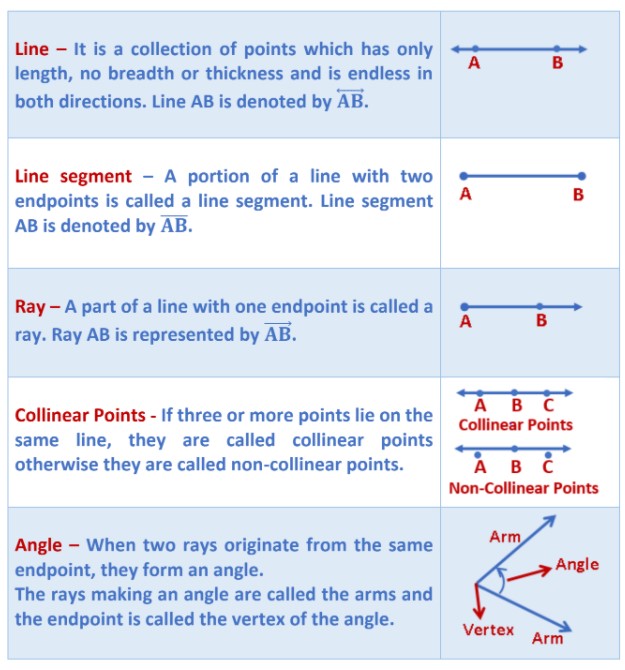 Line – It is a collection of points which has only
length, no breadth or thickness and is endless in
both directions. Line AB is denoted by A͟B.
A B
Line segment – A portion of a line with two
endpoints is called a line segment. Line segment
AB is denoted by AB.
A B
Ray – A part of a line with one endpoint is called a
ray. Ray AB is represented by AB.
A B
Collinear Points - If three or more points lie on the
same line, they are called collinear points
otherwise they are called non-collinear points.
A B C
Collinear Points
A B C
Non-Collinear Points
Angle – When two rays originate from the same
endpoint, they form an angle.
The rays making an angle are called the arms and
the endpoint is called the vertex of the angle.
Arm
Angle
Vertex
Arm